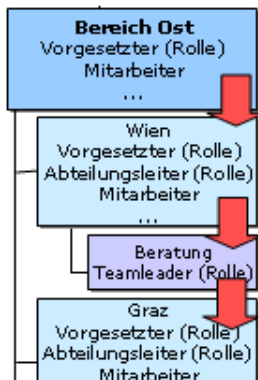 Bereich Ost
Vorgesetzter (Rolle)
Mitarbeiter
...
Wien
Vorgesetzter (Rolle)
Abteilungsleiter (Rolle)
Mitarbeiter
...
Beratung
Teamleader (Rolle)
Graz
Vorgesetzter (Rolle)
Abteilungsleiter (Rolle)
Mitarbeiter